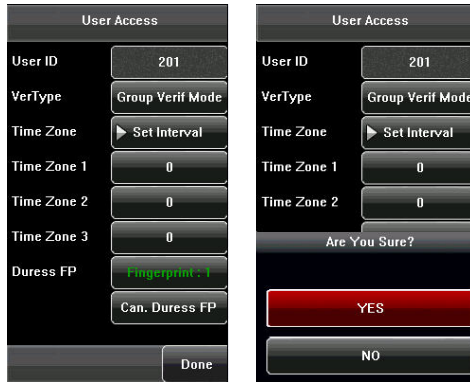 User Access
User ID 201
VerType Group Verif Mode
Time Zone Set Interval
Time Zone 1 0
Time Zone 2 0
Time Zone 3 0
Duress FP Fingerprint : 1
Can. Duress FP
Done
User Access
User ID 201
VerType Group Verif Mode
Time Zone Set Interval
Time Zone 1 0
Time Zone 2 0
Are You Sure?
YES
NO